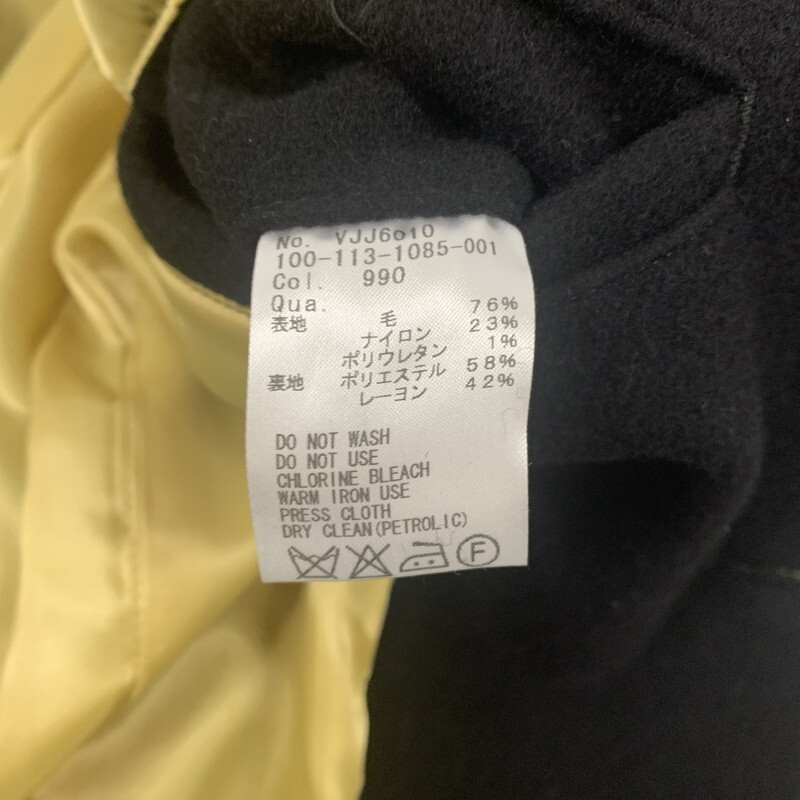 No. VJJ6610
100-113-1085-001
Col. 990
Qua.
表地 毛 76%
ナイロン 23%
ポリウレタン 1%
裏地 ポリエステル 58%
レーヨン 42%
DO NOT WASH
DO NOT USE
CHLORINE BLEACH
WARM IRON USE
PRESS CLOTH
DRY CLEAN(PETROLIC)
F